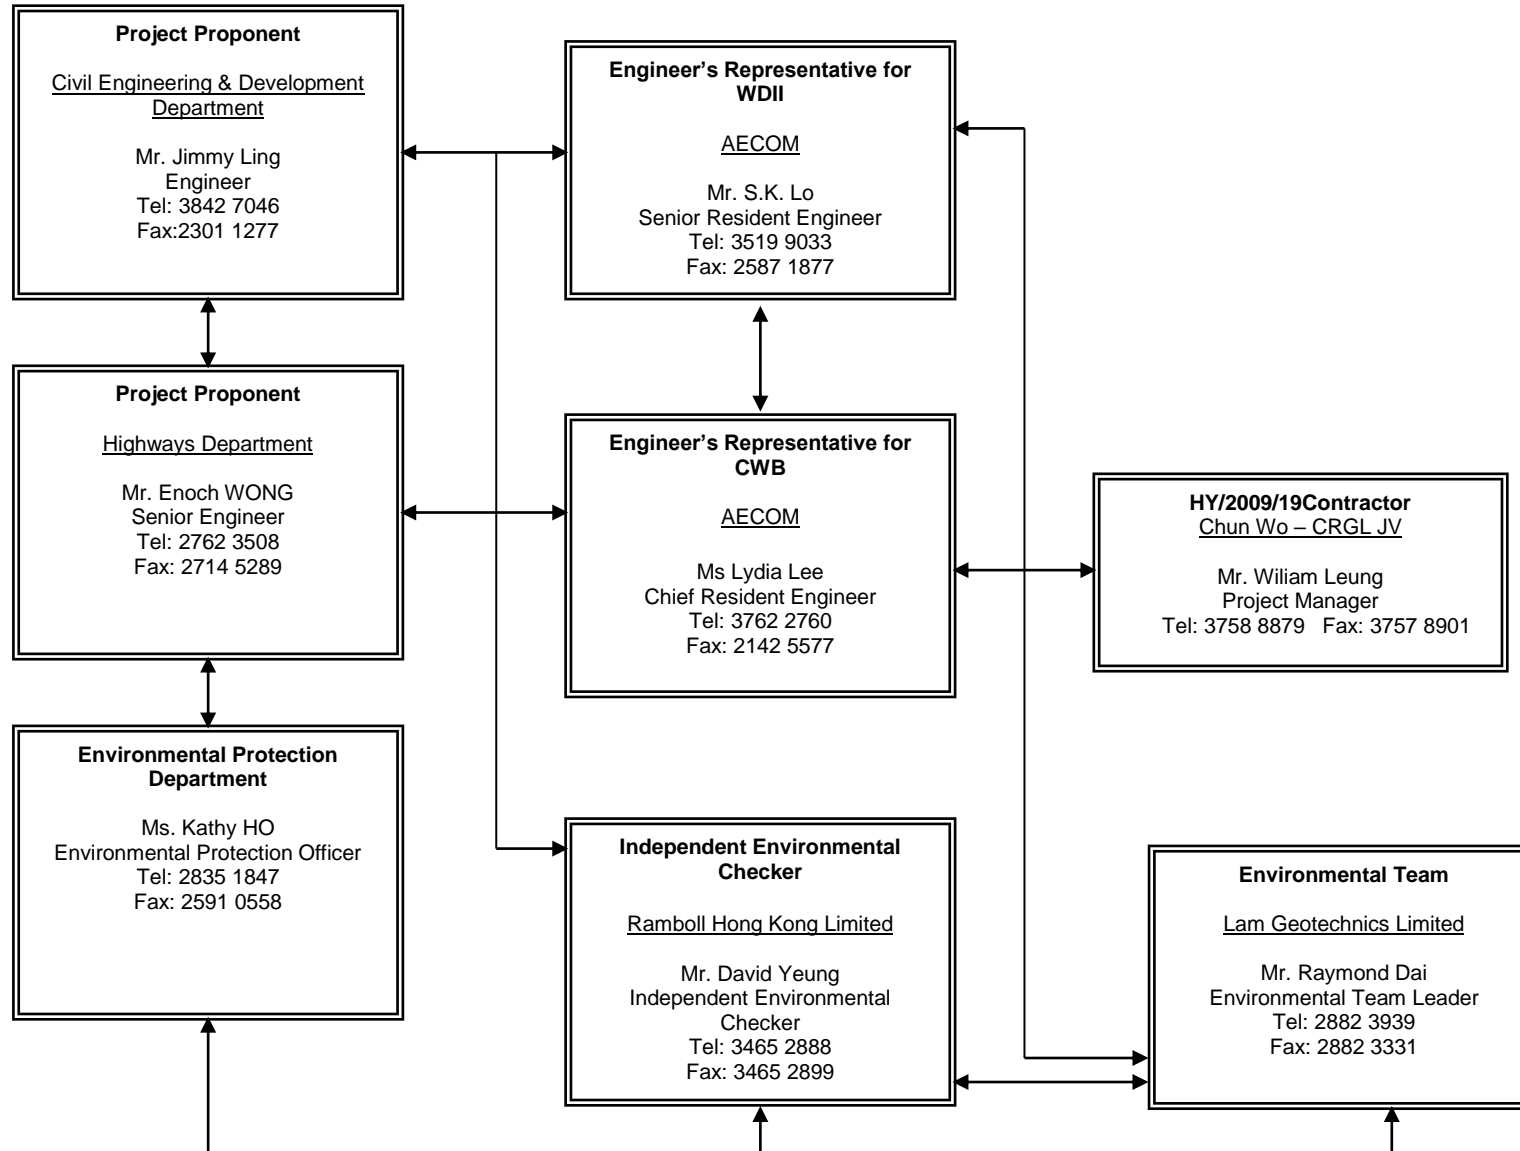 Project Proponent
Civil Engineering & Development
Department
Mr. Jimmy Ling
Engineer
Tel: 3842 7046
Fax:2301 1277
Engineer’s Representative for
WDII
AECOM
Mr. S.K. Lo
Senior Resident Engineer
Tel: 3519 9033
Fax: 2587 1877
Project Proponent
Highways Department
Mr. Enoch WONG
Senior Engineer
Tel: 2762 3508
Fax: 2714 5289
Engineer’s Representative for
CWB
AECOM
Ms Lydia Lee
Chief Resident Engineer
Tel: 3762 2760
Fax: 2142 5577
HY/2009/19Contractor
Chun Wo – CRGL JV
Mr. Wiliam Leung
Project Manager
Tel: 3758 8879   Fax: 3757 8901
Environmental Protection
Department
Ms. Kathy HO
Environmental Protection Officer
Tel: 2835 1847
Fax: 2591 0558
Independent Environmental
Checker
Ramboll Hong Kong Limited
Mr. David Yeung
Independent Environmental
Checker
Tel: 3465 2888
Fax: 3465 2899
Environmental Team
Lam Geotechnics Limited
Mr. Raymond Dai
Environmental Team Leader
Tel: 2882 3939
Fax: 2882 3331